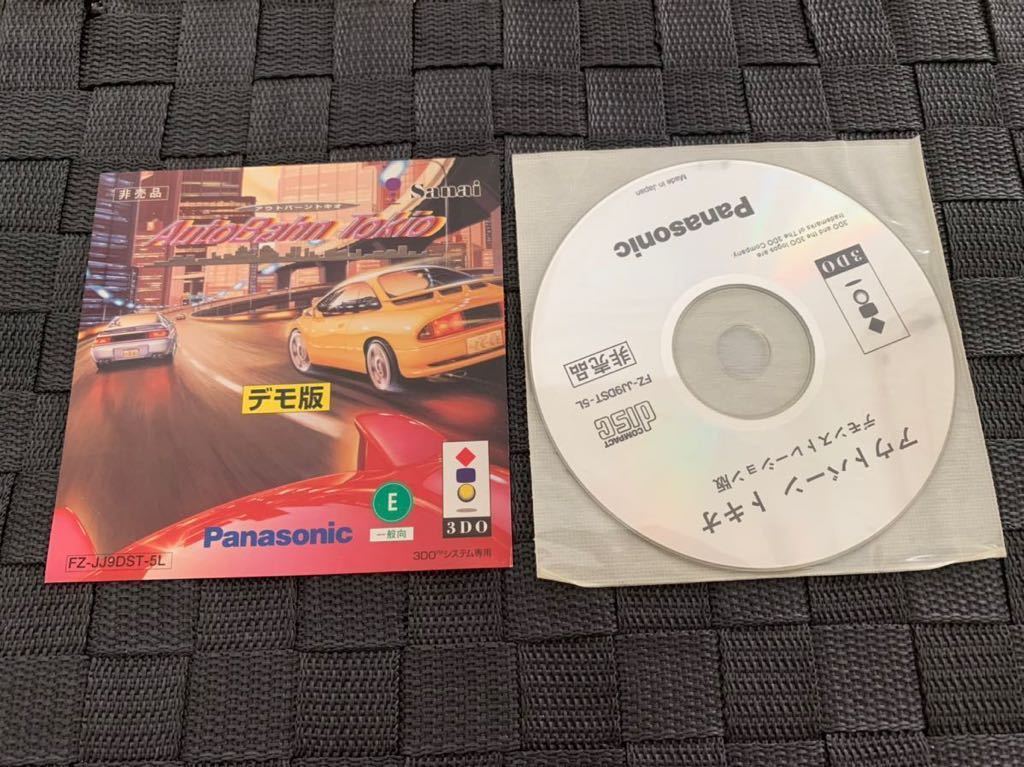 非売品
Sanai
アウトバーントキオ
AutoBahn Tokio
デモ版
E
一般向
3DO
Panasonic
FZ-JJ9DST-5L
3DO™システム専用
アウトバーン トキオ
デモンストレーション版
COMPACT
disc
FZ-JJ9DST-5L
非売品
3DO
3DO and the 3DO logos are
trademarks of The 3DO Company.
Panasonic
Made in Japan